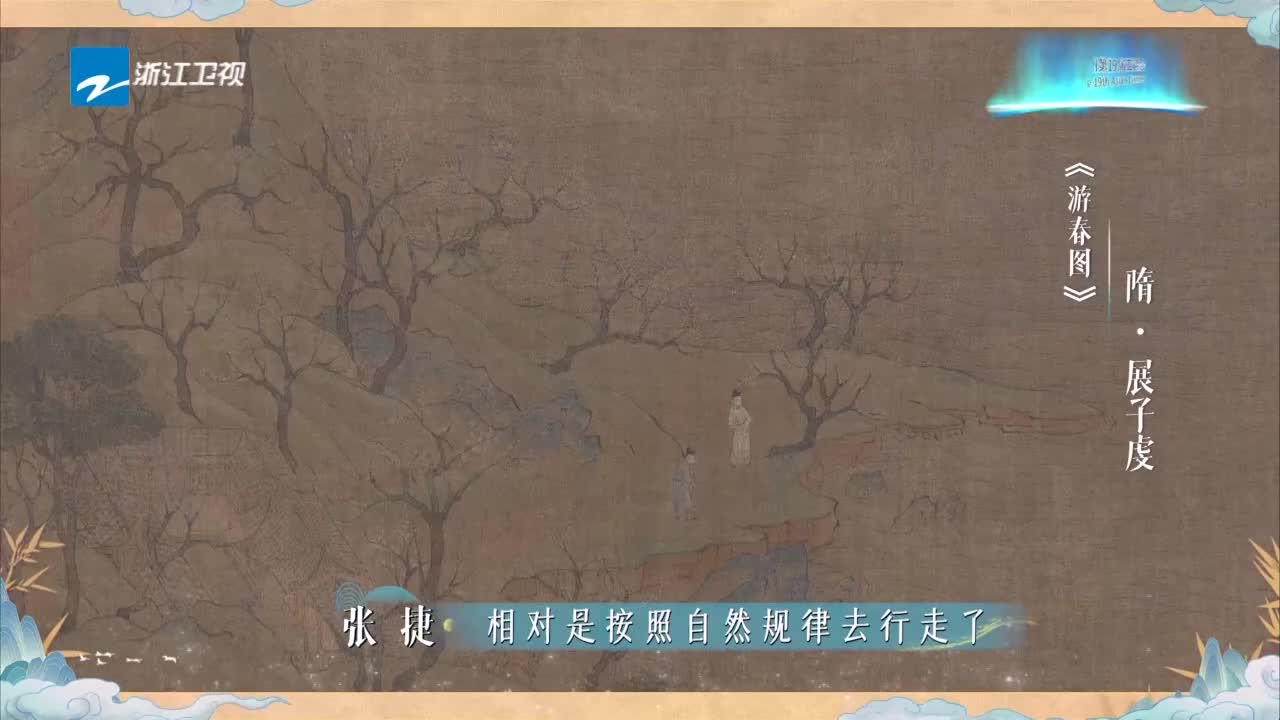 浙江卫视
《游春图》
隋·展子虔
张捷
相对是按照自然规律去行走了